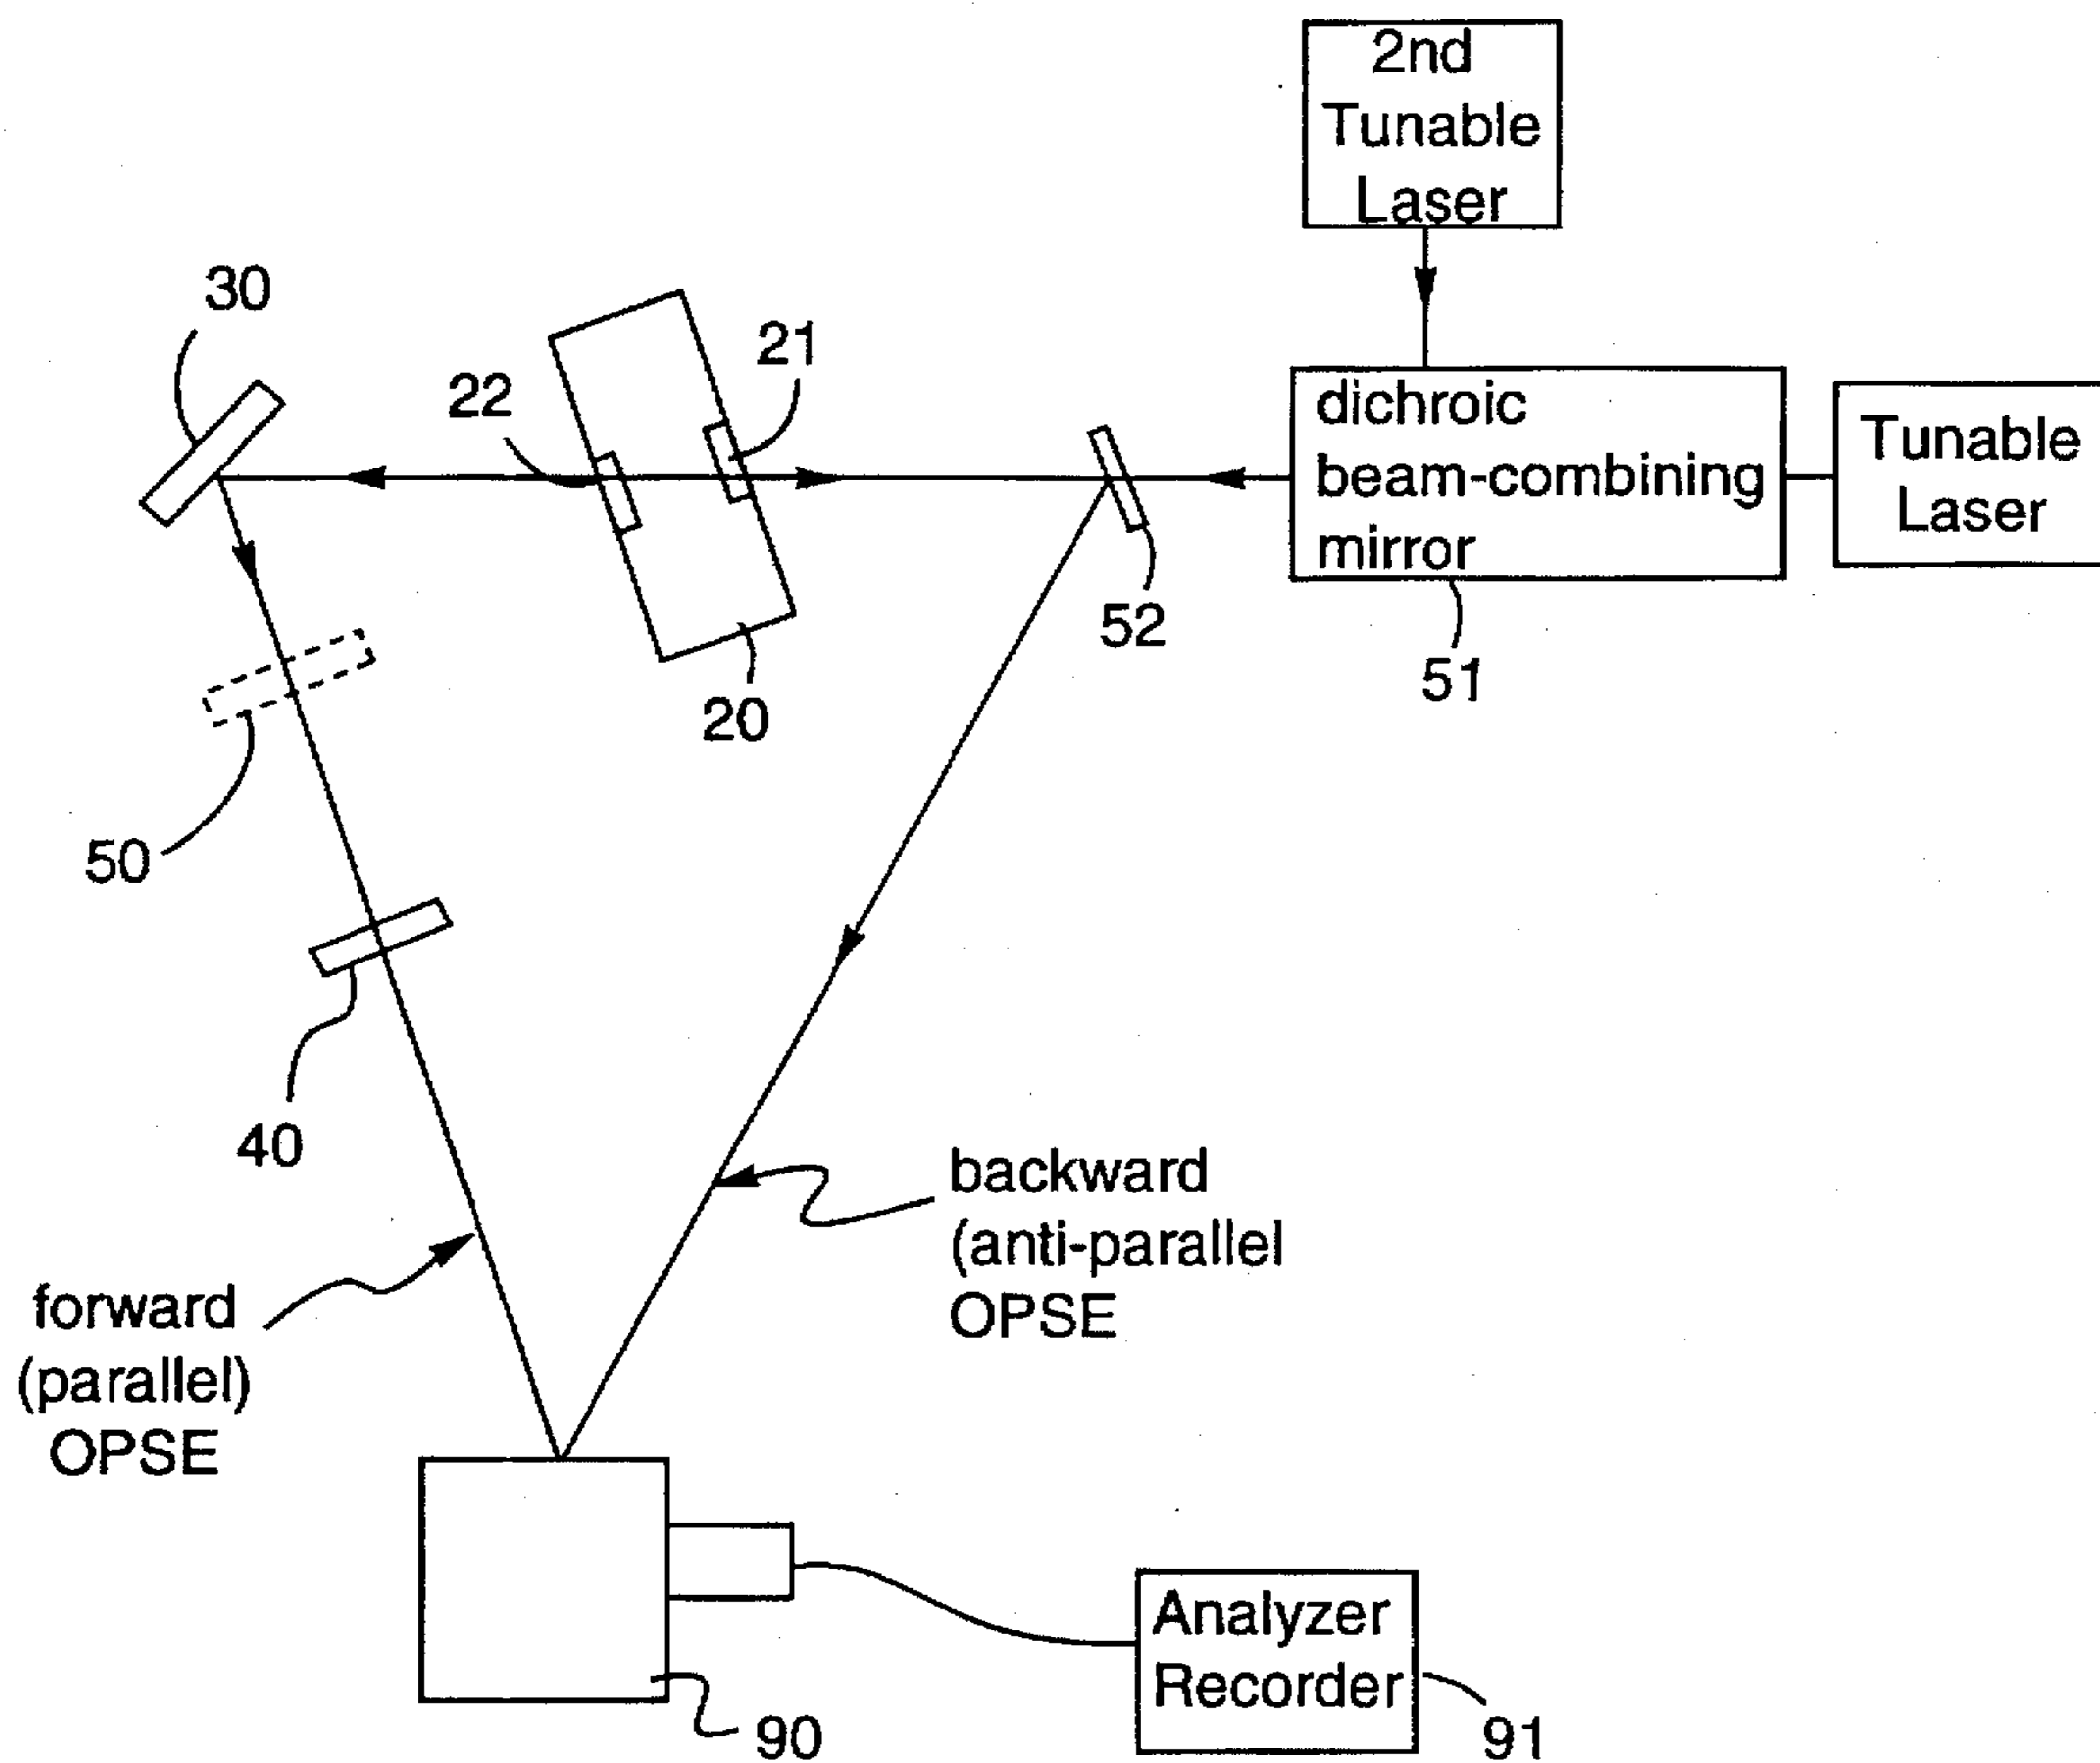 2nd
Tunable
Laser
30
21
22
dichroic
beam-combining
mirror
Tunable
Laser
52
51
20
50
40
backward
(anti-parallel
OPSE
forward
(parallel)
OPSE
Analyzer
Recorder
90
91